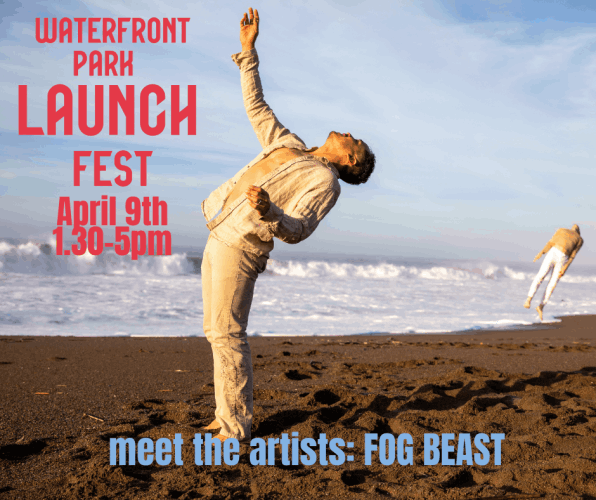 WATERFRONT
PARK
LAUNCH
FEST
April 9th
1.30-5pm
meet the artists: FOG BEAST